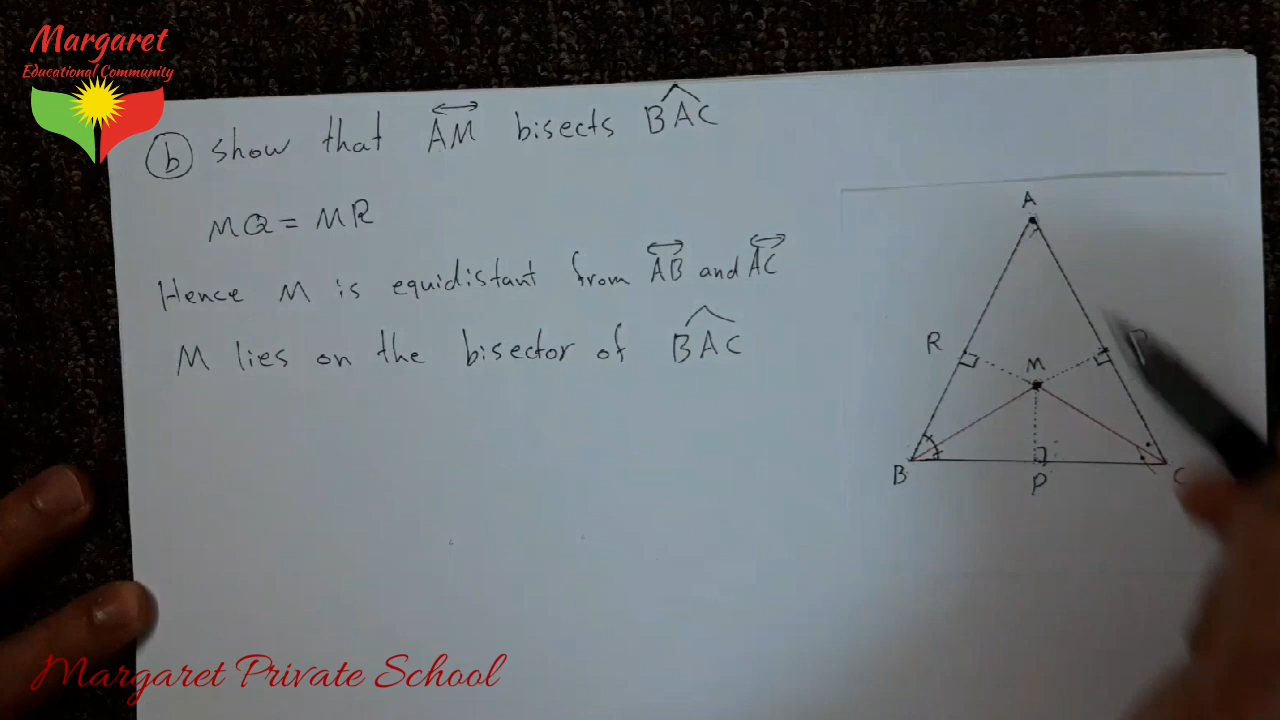 Margaret
Educational Community
(b) show that AM bisects BAC
MQ = MR
Hence M is equidistant from AB and AC
M lies on the bisector of BAC
A
R
M
B
P
C
Margaret Private School